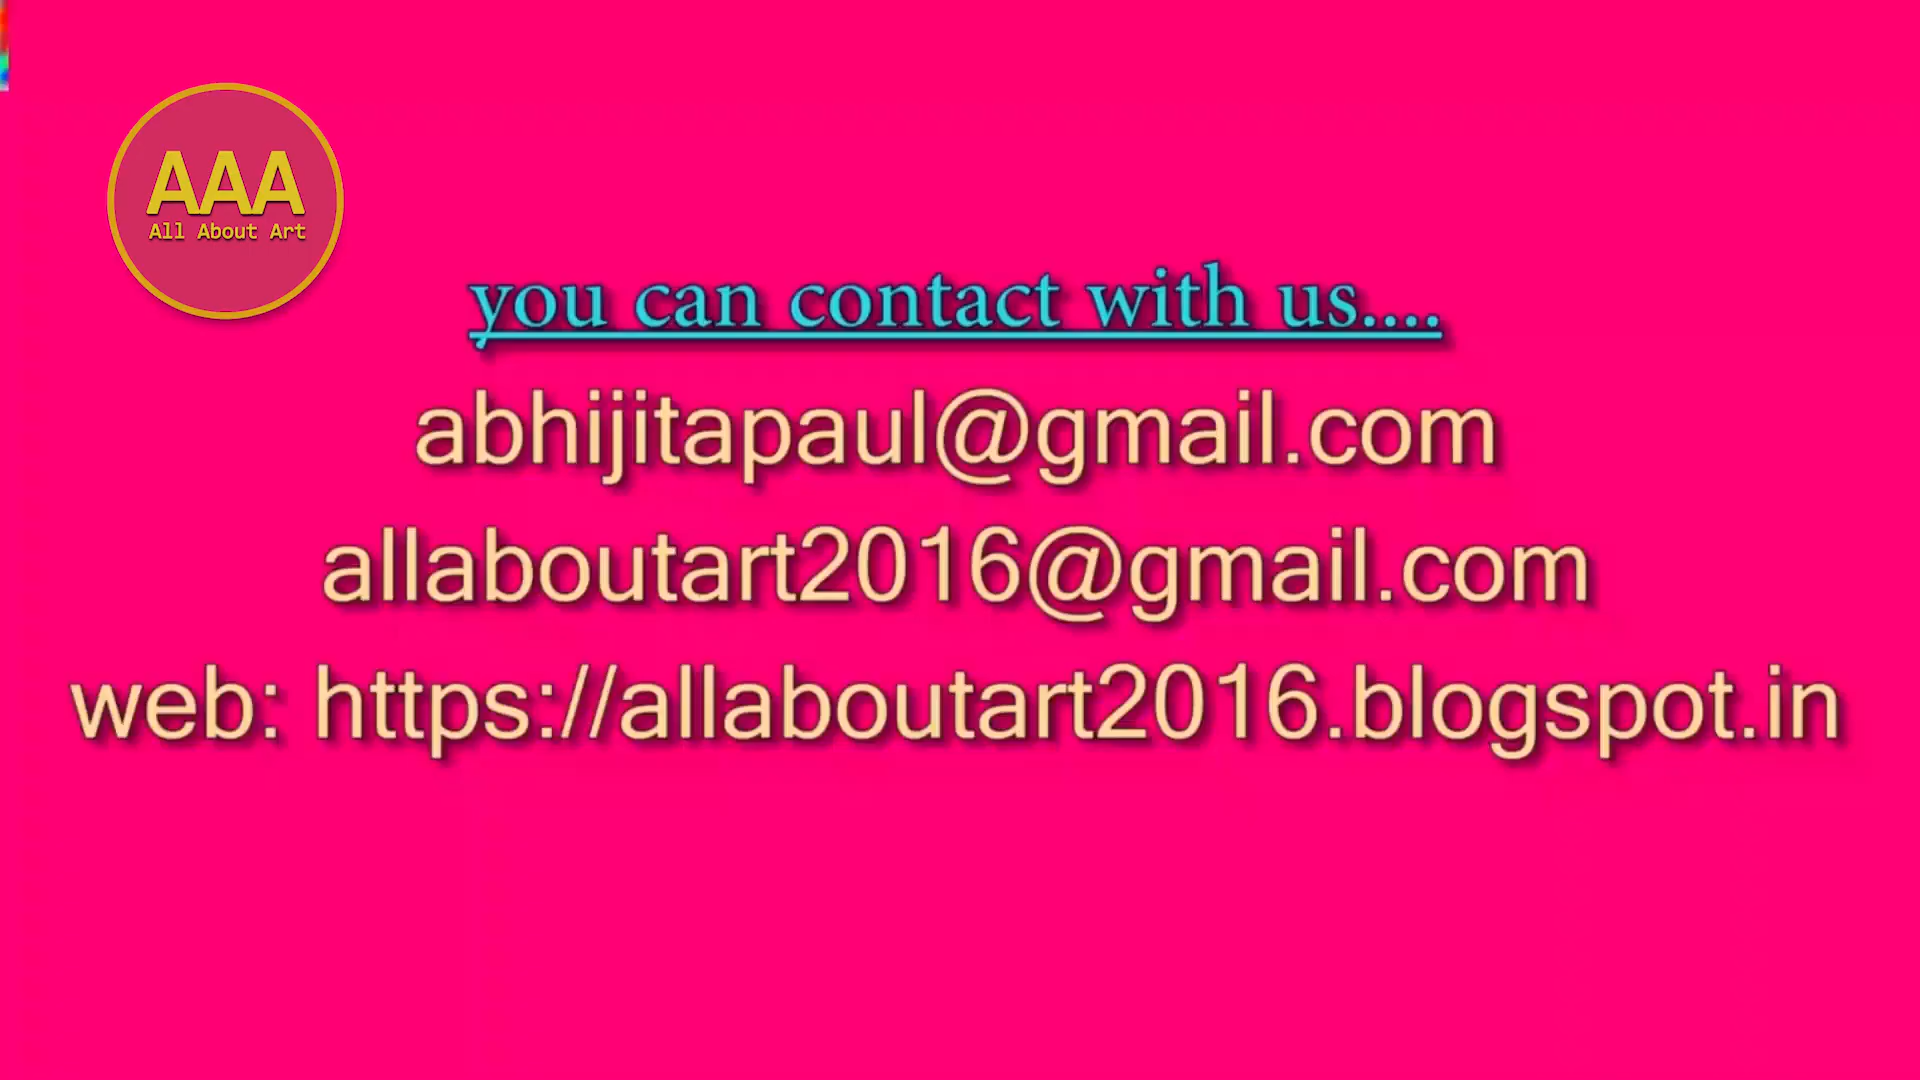 AAA
All About Art
you can contact with us....
abhijitapaul@gmail.com
allaboutart2016@gmail.com
web: https://allaboutart2016.blogspot.in